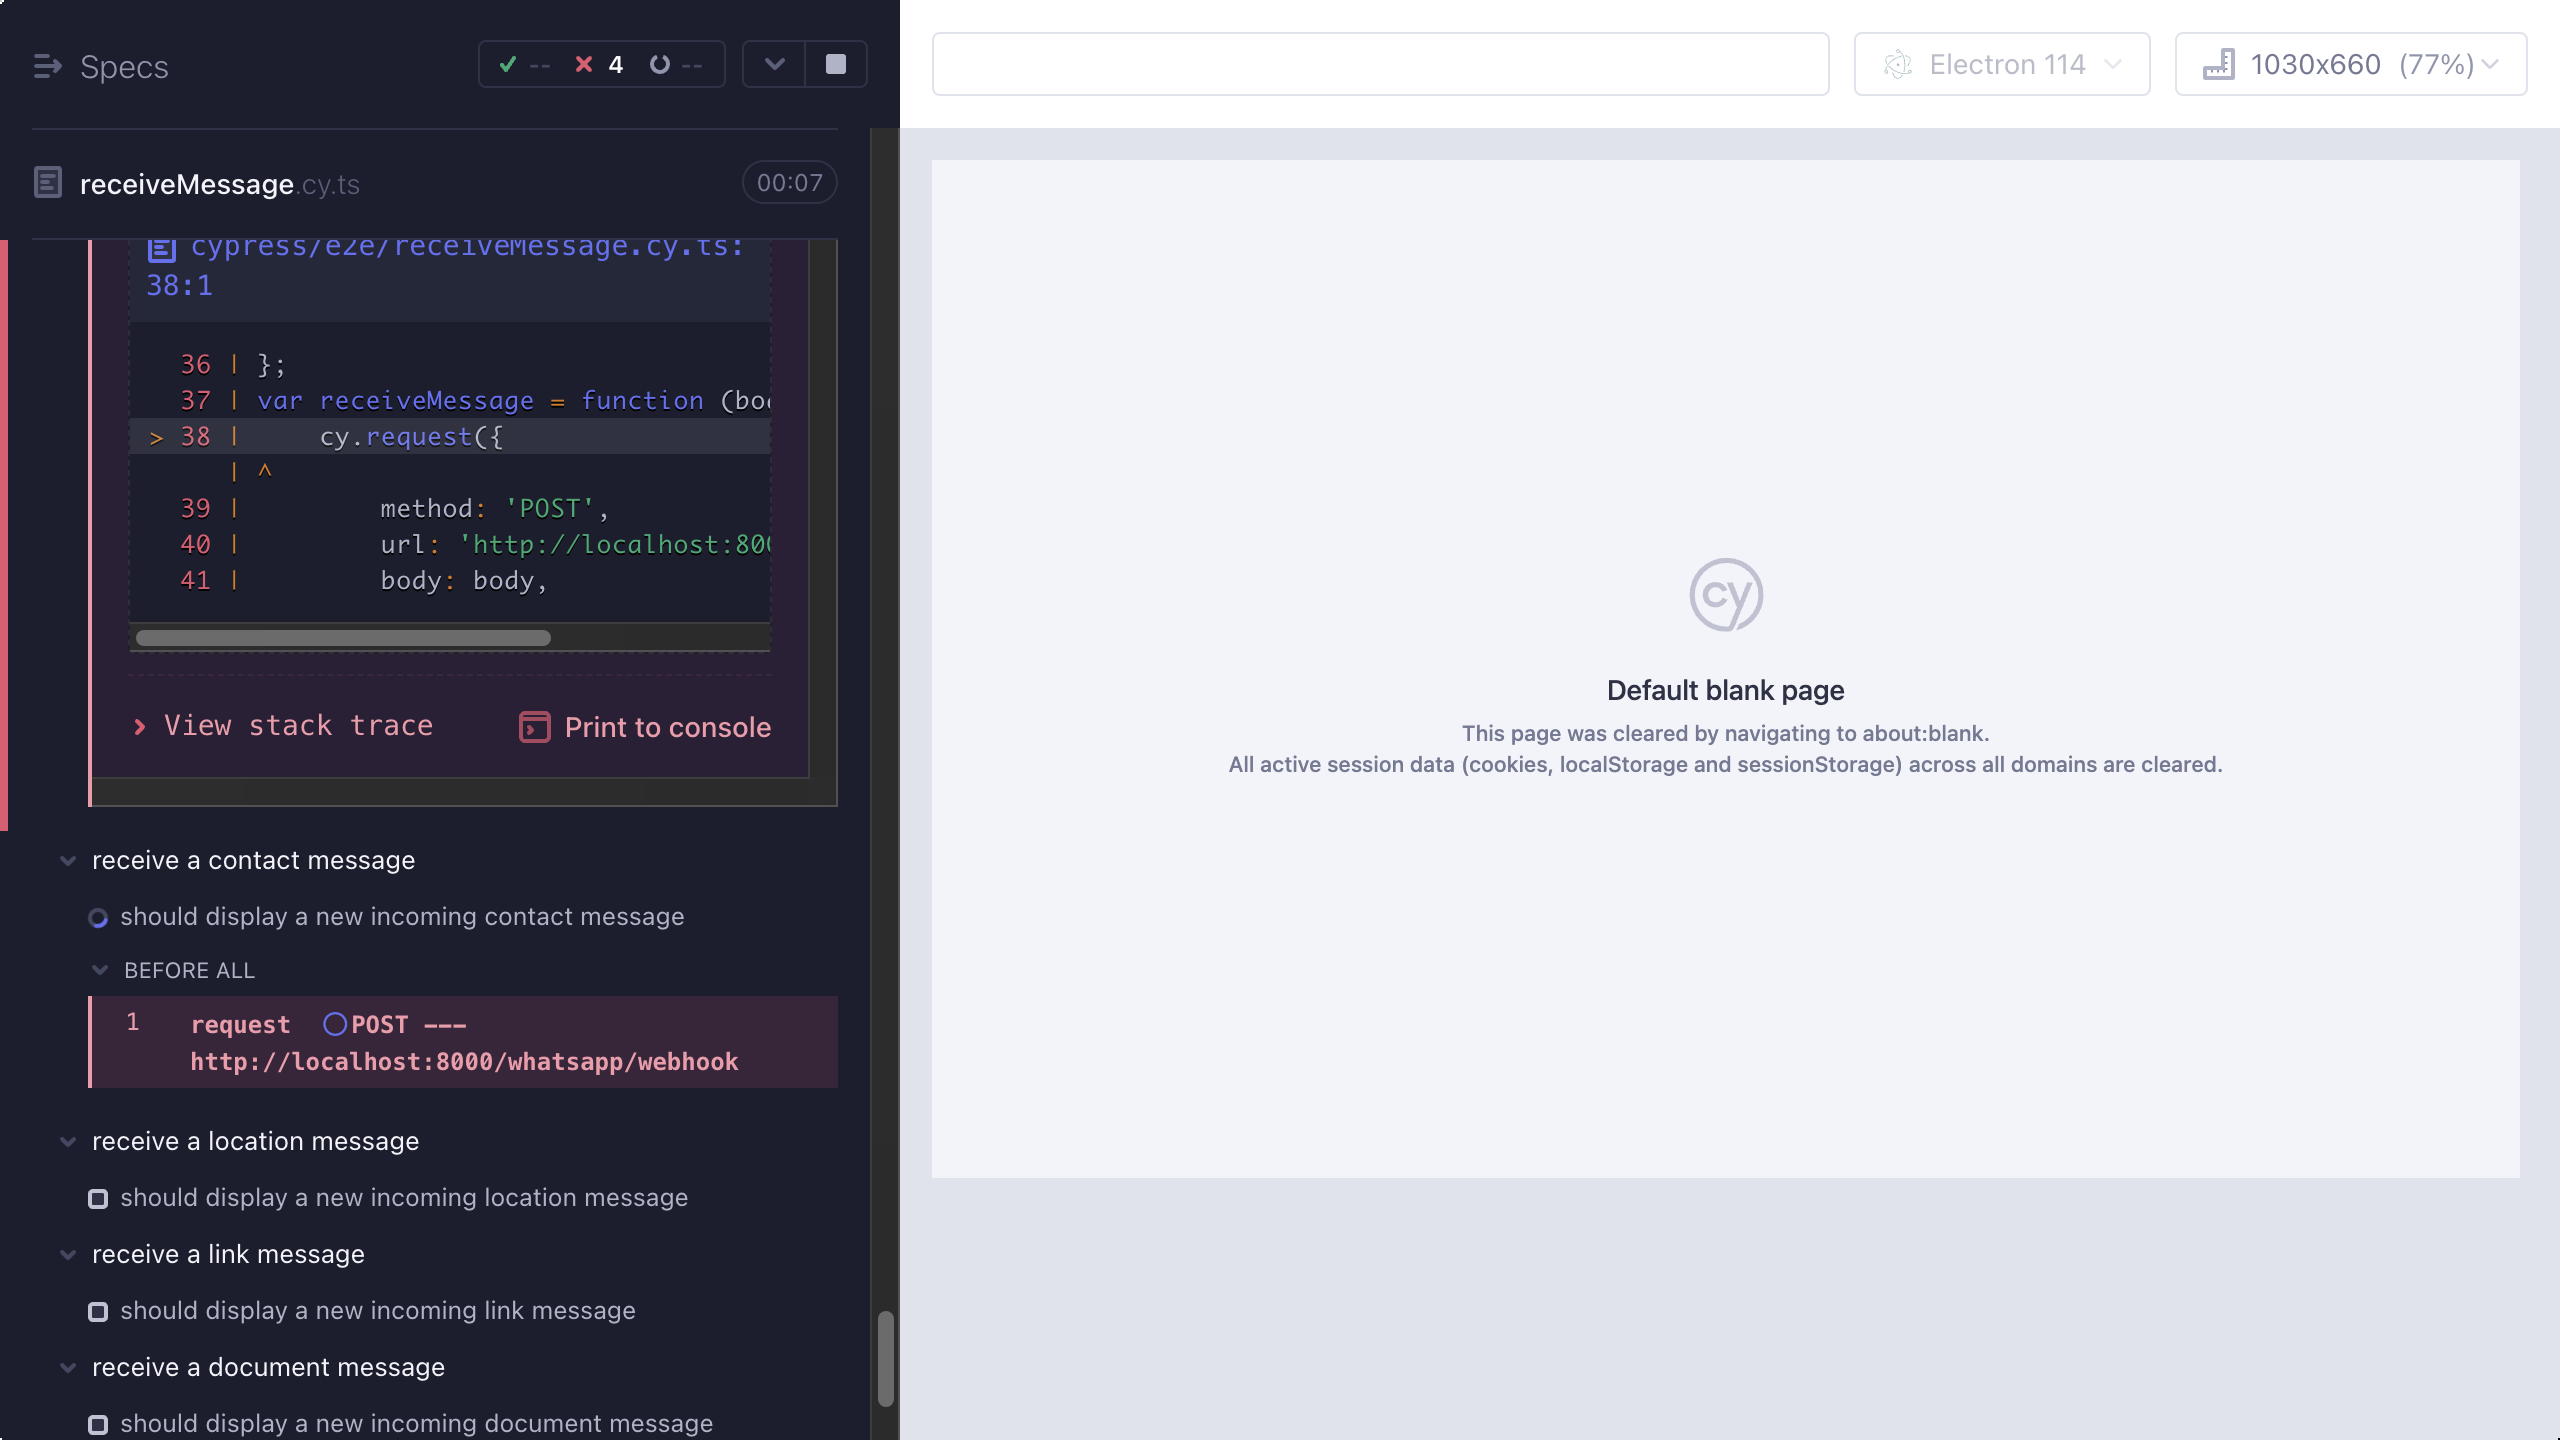 Specs
-- 4 --
receiveMessage.cy.ts
00:07
cypress/e2e/receiveMessage.cy.ts:
38:1
36 | };
37 | var receiveMessage = function (bo
> 38 |     cy.request({
| ^
39 |         method: 'POST',
40 |         url: 'http://localhost:800
41 |         body: body,
View stack trace
Print to console
receive a contact message
should display a new incoming contact message
BEFORE ALL
1 request POST ---
http://localhost:8000/whatsapp/webhook
receive a location message
should display a new incoming location message
receive a link message
should display a new incoming link message
receive a document message
should display a new incoming document message
Electron 114
1030x660 (77%)
cy
Default blank page
This page was cleared by navigating to about:blank.
All active session data (cookies, localStorage and sessionStorage) across all domains are cleared.